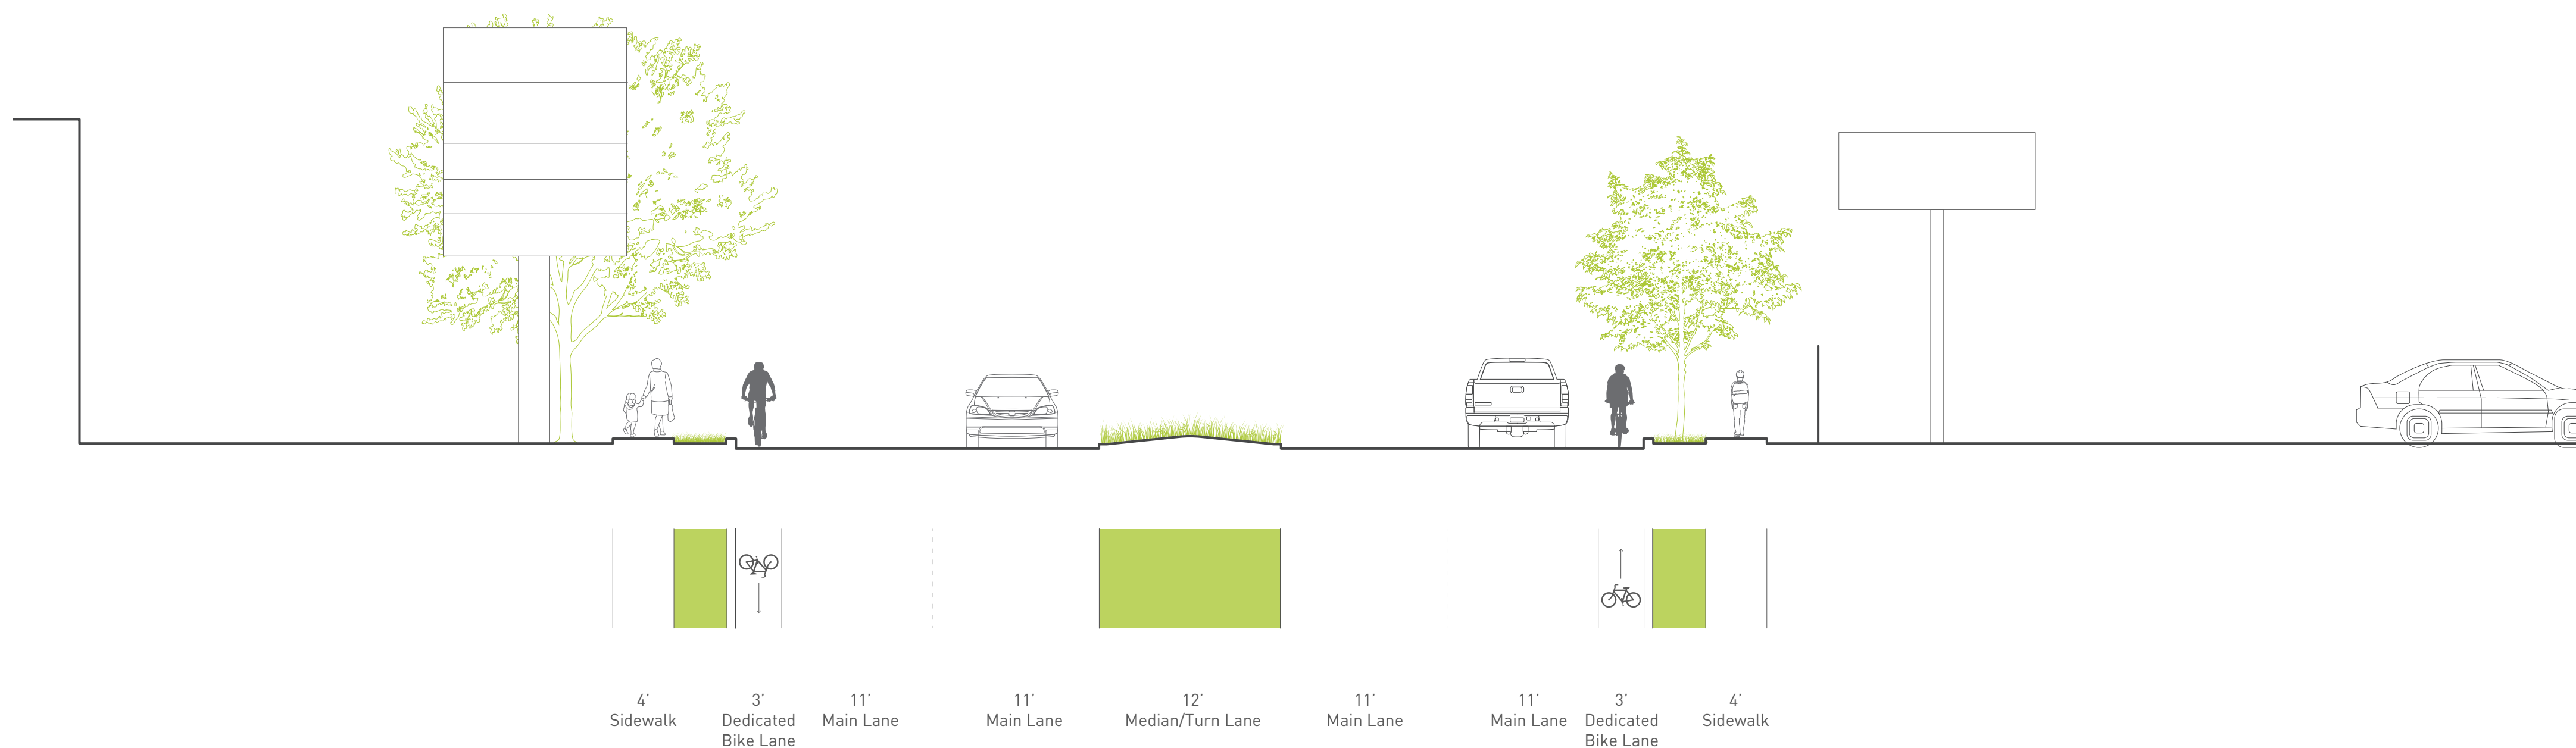 4’
Sidewalk
3’
Dedicated
Bike Lane
11’
Main Lane
11’
Main Lane
12’
Median/Turn Lane
11’
Main Lane
11’
Main Lane
3’
Dedicated
Bike Lane
4’
Sidewalk